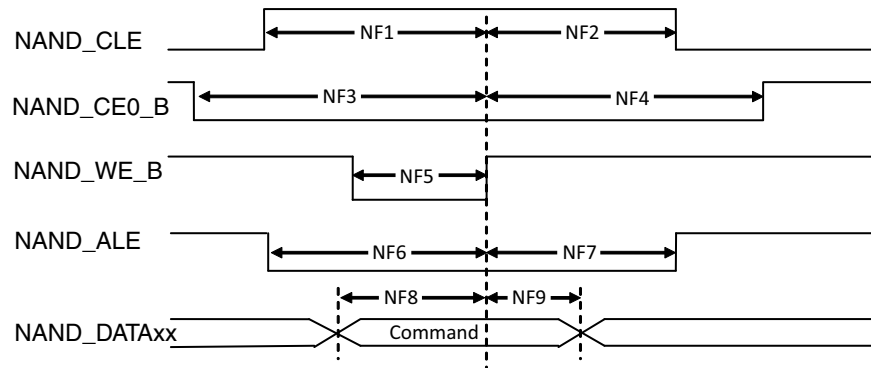 NAND_CLE NF1 NF2
NAND_CE0_B NF3 NF4
NAND_WE_B NF5
NAND_ALE NF6 NF7
NF8 NF9
NAND_DATAxx Command